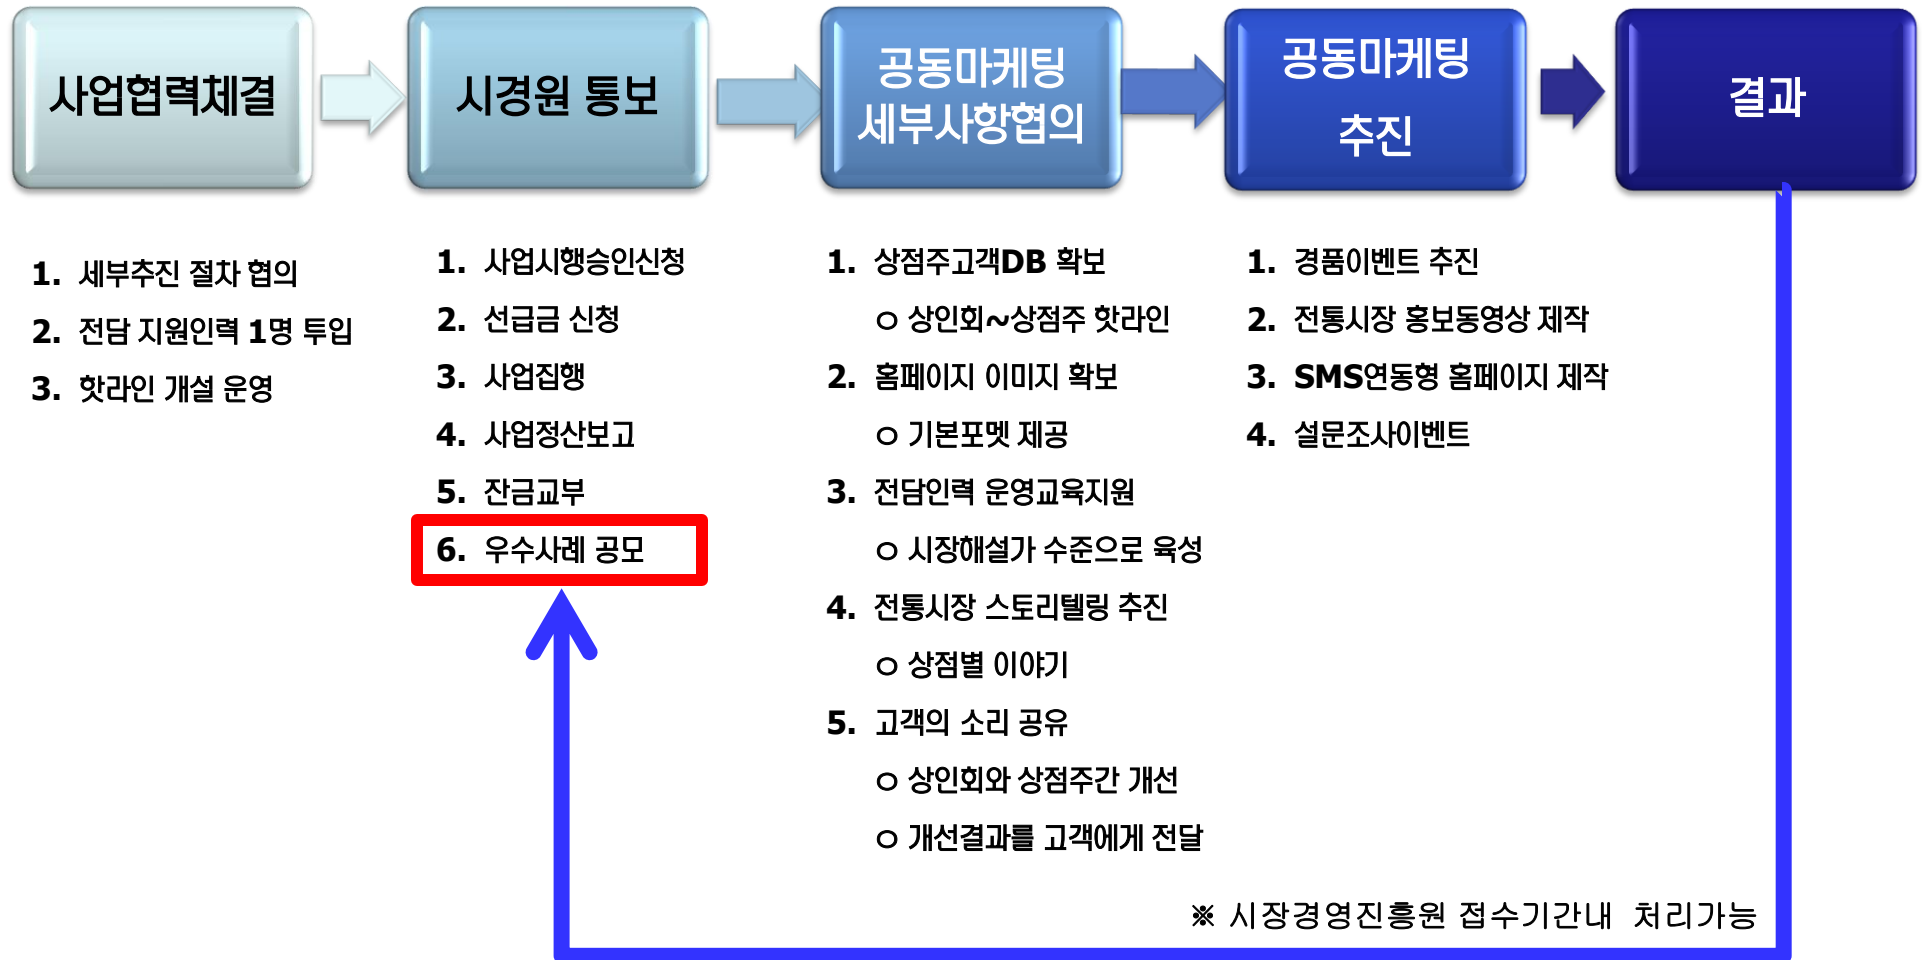 사업협력체결
시경원 통보
공동마케팅
세부사항협의
공동마케팅
추진
결과
1. 세부추진 절차 협의
2. 전담 지원인력 1명 투입
3. 핫라인 개설 운영
1. 사업시행승인신청
2. 선급금 신청
3. 사업집행
4. 사업정산보고
5. 잔금교부
6. 우수사례 공모
1. 상점주고객DB 확보
ㅇ 상인회~상점주 핫라인
2. 홈페이지 이미지 확보
ㅇ 기본포멧 제공
3. 전담인력 운영교육지원
ㅇ 시장해설가 수준으로 육성
4. 전통시장 스토리텔링 추진
ㅇ 상점별 이야기
5. 고객의 소리 공유
ㅇ 상인회와 상점주간 개선
ㅇ 개선결과를 고객에게 전달
1. 경품이벤트 추진
2. 전통시장 홍보동영상 제작
3. SMS연동형 홈페이지 제작
4. 설문조사이벤트
※ 시장경영진흥원 접수기간내 처리가능